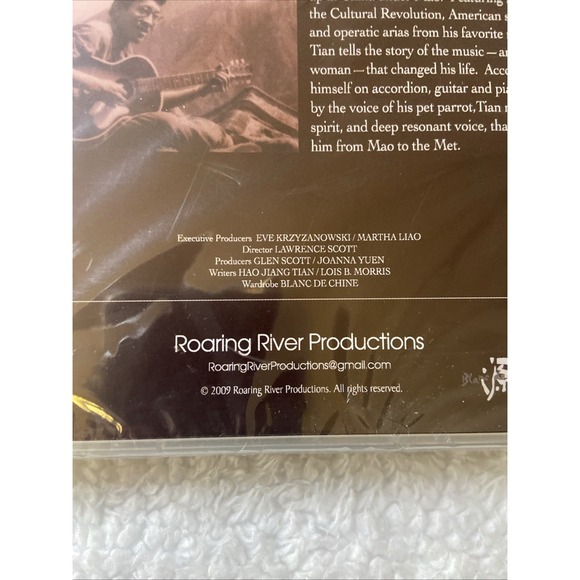 the Cultural Revolution, American
and operatic arias from his favorite
Tian tells the story of the music—
woman—that changed his life.
himself on accordion, guitar and
by the voice of his pet parrot, Tian
spirit, and deep resonant voice,
him from Mao to the Met.
Executive Producers EVE KRZYZANOWSKI / MARTHA LIAO
Director LAWRENCE SCOTT
Producers GLEN SCOTT / JOANNA YUEN
Writers HAO JIANG TIAN / LOIS B. MORRIS
Wardrobe BLANC DE CHINE
Roaring River Productions
RoaringRiverProductions@gmail.com
© 2009 Roaring River Productions. All rights reserved.